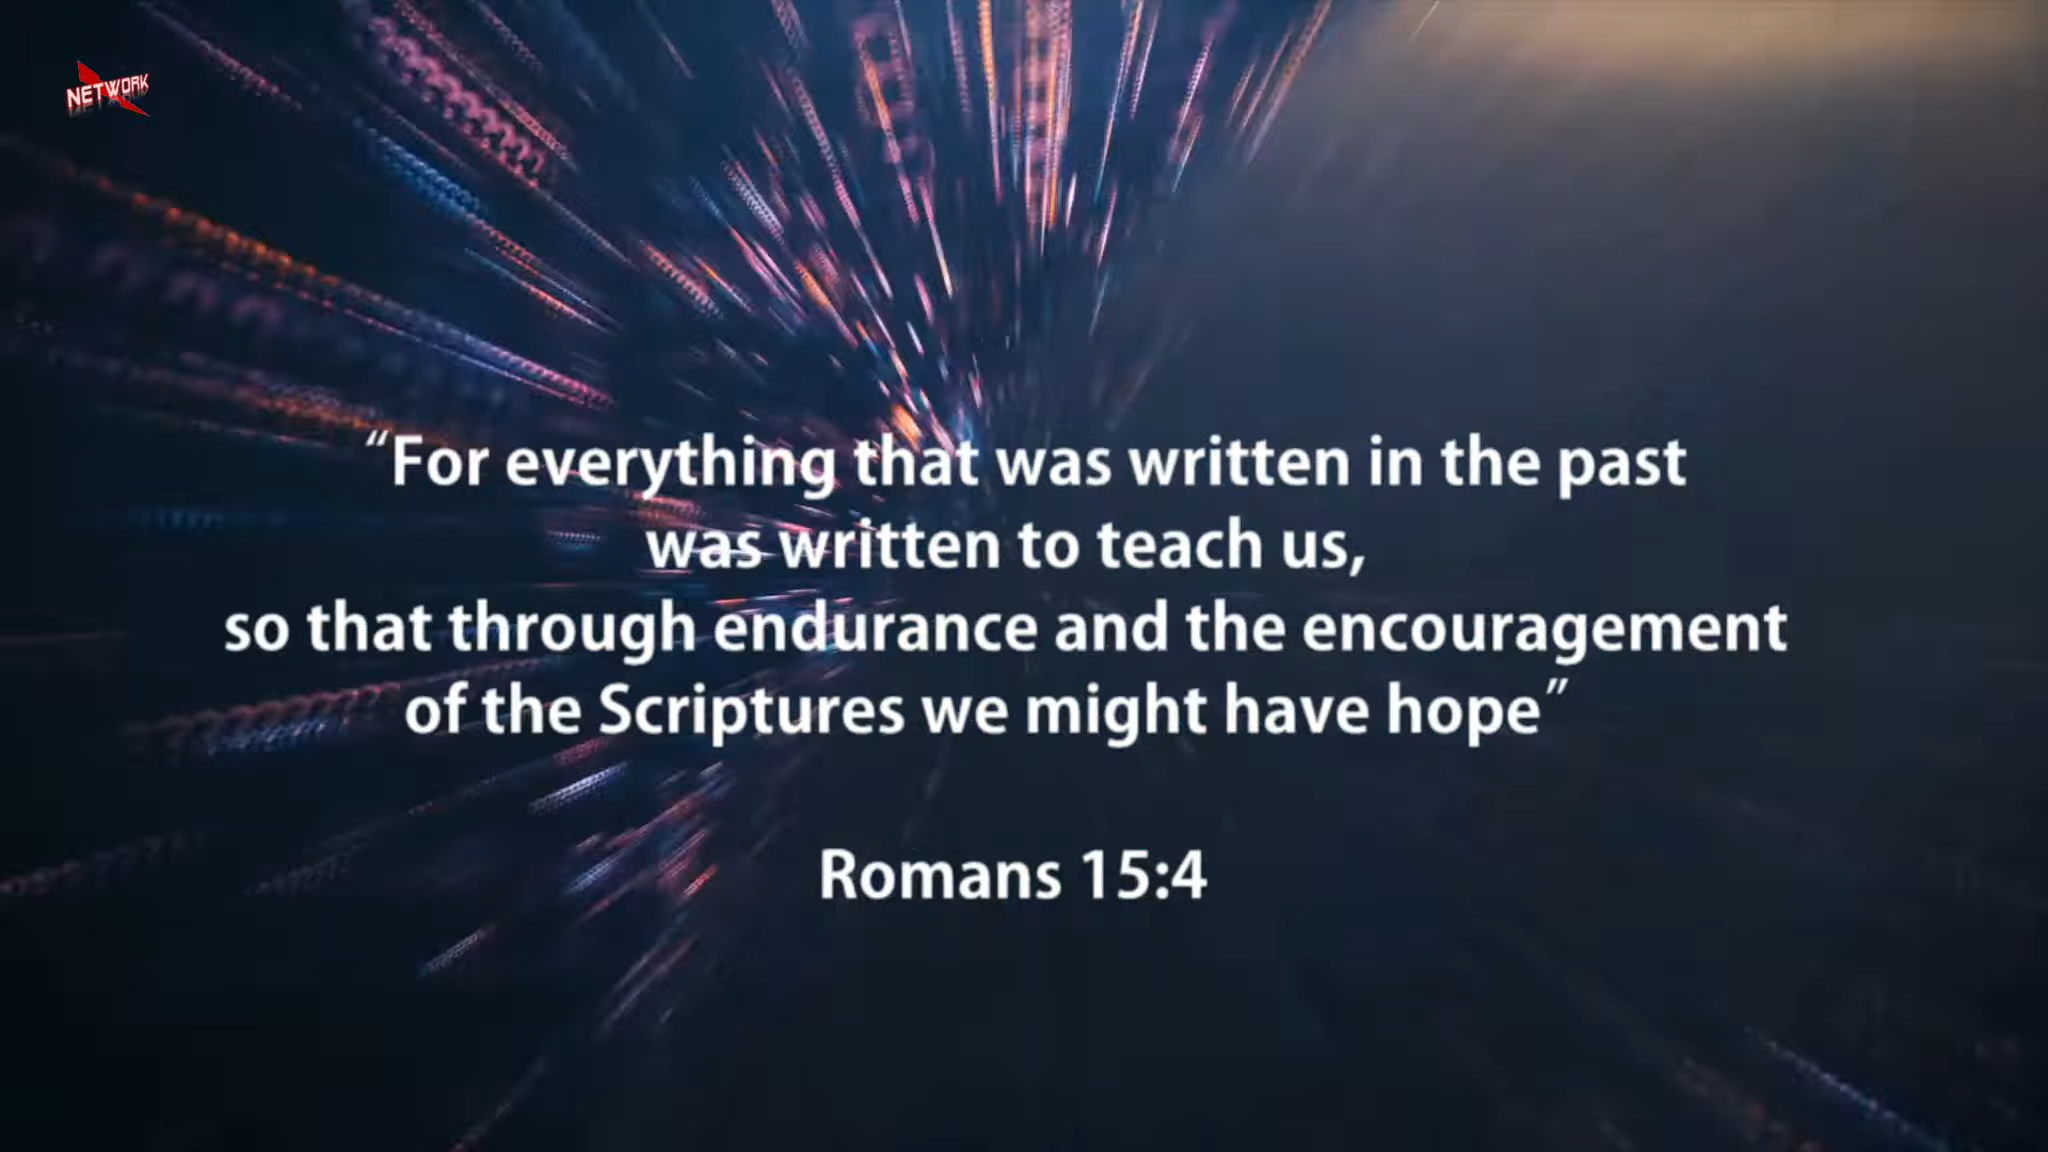 NETWORK
“For everything that was written in the past
was written to teach us,
so that through endurance and the encouragement
of the Scriptures we might have hope”
Romans 15:4